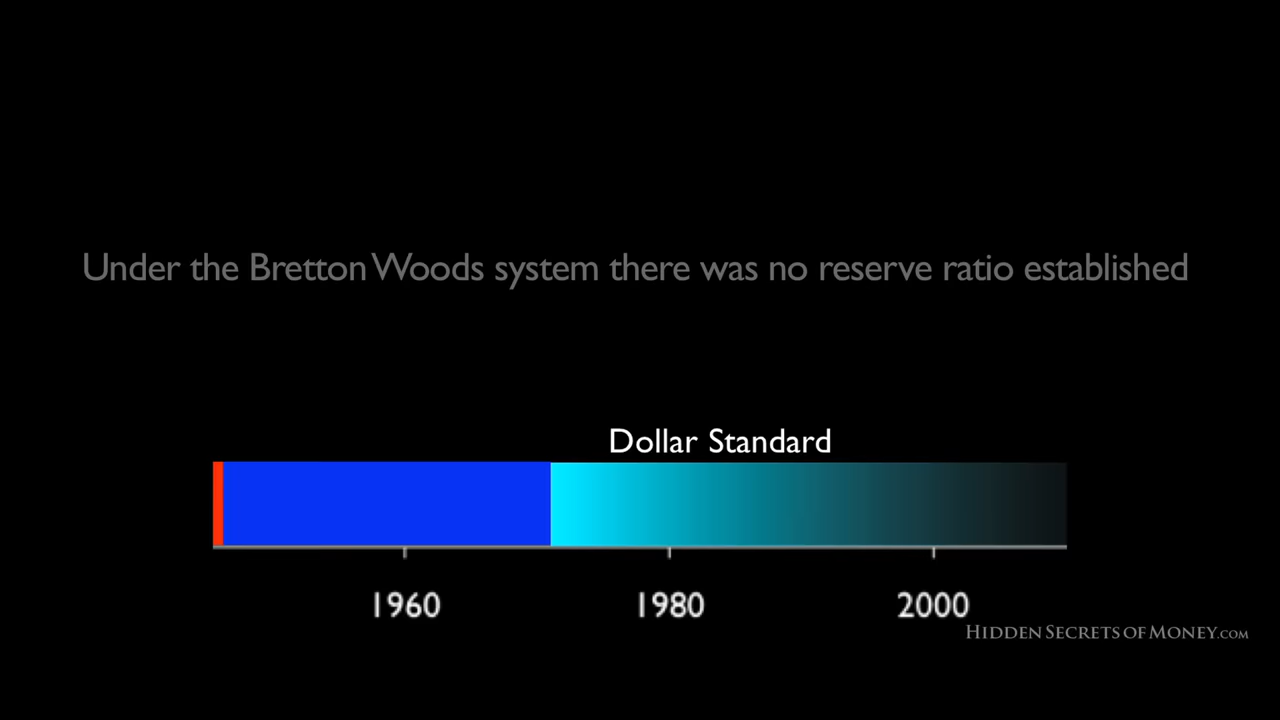 Under the Bretton Woods system there was no reserve ratio established
Dollar Standard
1960 1980 2000
HIDDEN SECRETS OF MONEY.COM